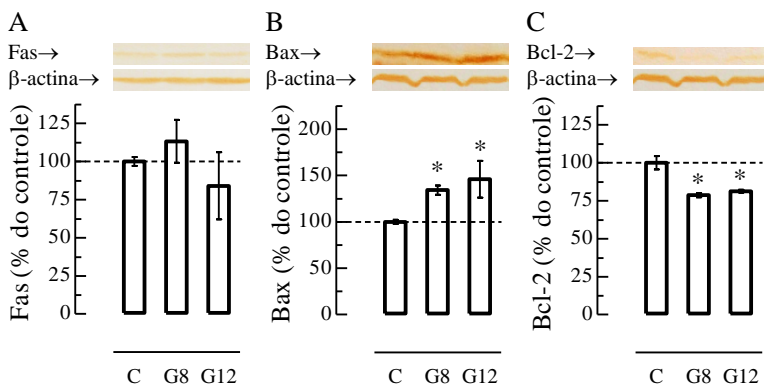 A
Fas→
β-actina→
Fas (% do controle)
125
100
75
50
25
0
C G8 G12
B
Bax→
β-actina→
Bax (% do controle)
200
150
100
50
0
*
*
C G8 G12
C
Bcl-2→
β-actina→
Bcl-2 (% do controle)
125
100
75
50
25
0
*
*
C G8 G12